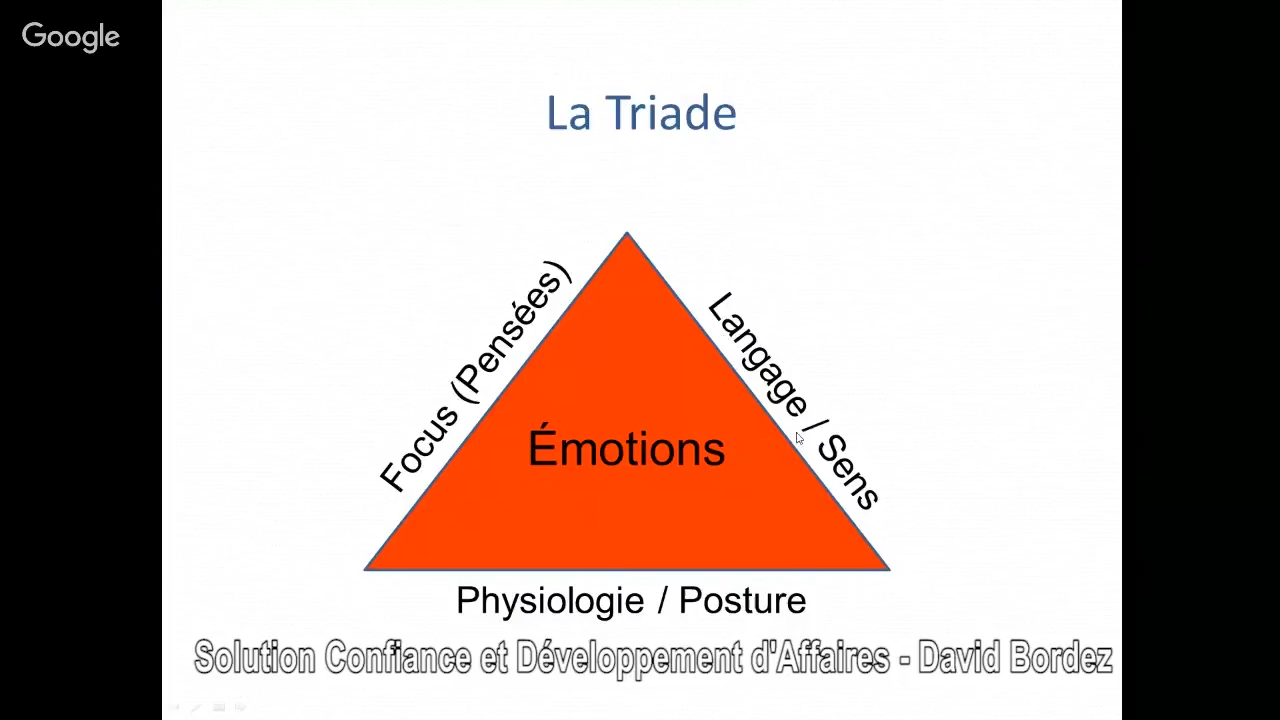 Google
La Triade
Focus (Pensées)
Langage / Sens
Émotions
Physiologie / Posture
Solution Confiance et Développement d'Affaires - David Bordez